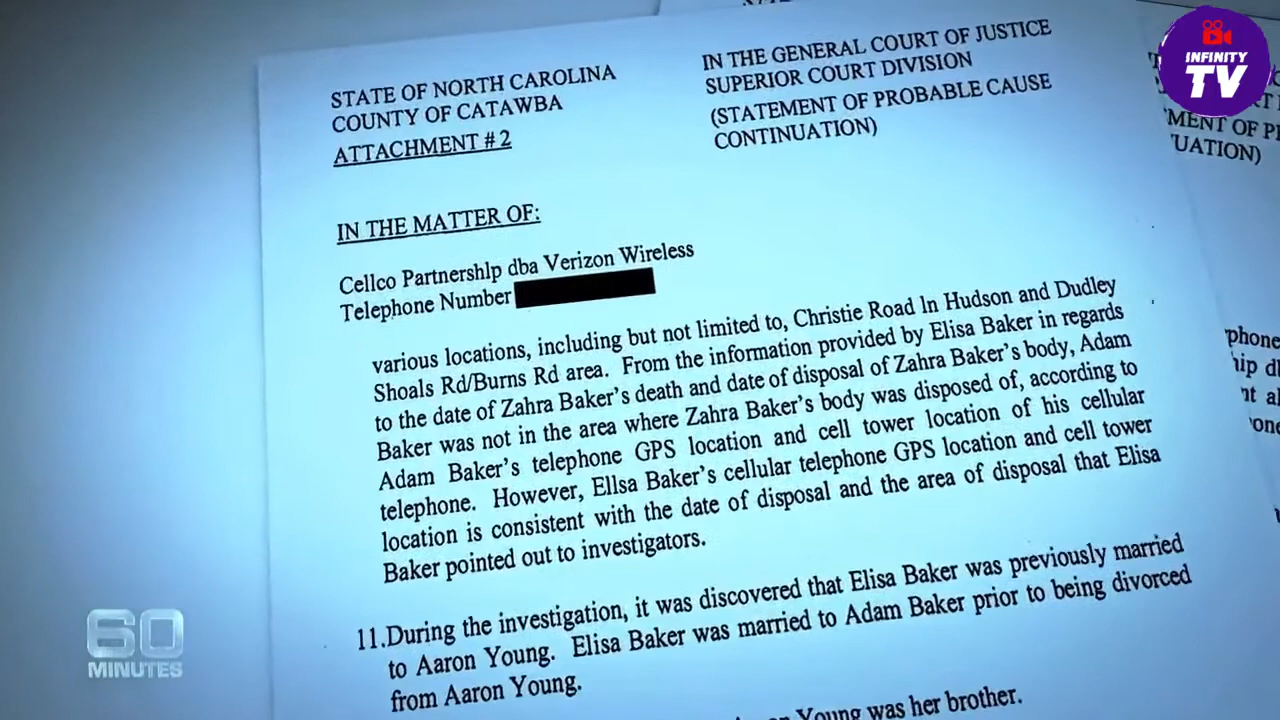 STATE OF NORTH CAROLINA
COUNTY OF CATAWBA
ATTACHMENT # 2
IN THE GENERAL COURT OF JUSTICE
SUPERIOR COURT DIVISION
(STATEMENT OF PROBABLE CAUSE
CONTINUATION)
IN THE MATTER OF:
Cellco Partnershlp dba Verizon Wireless
Telephone Number
various locations, including but not limited to, Christie Road ln Hudson and Dudley
Shoals Rd/Burns Rd area. From the information provided by Elisa Baker in regards
to the date of Zahra Baker's death and date of disposal of Zahra Baker's body, Adam
Baker was not in the area where Zahra Baker's body was disposed of, according to
Adam Baker's telephone GPS location and cell tower location of his cellular
telephone. However, Ellsa Baker's cellular telephone GPS location and cell tower
location is consistent with the date of disposal and the area of disposal that Elisa
Baker pointed out to investigators.
11.During the investigation, it was discovered that Elisa Baker was previously married
to Aaron Young. Elisa Baker was married to Adam Baker prior to being divorced
from Aaron Young.
Young was her brother.
UATION)
INFINITY
TV
60
MINUTES